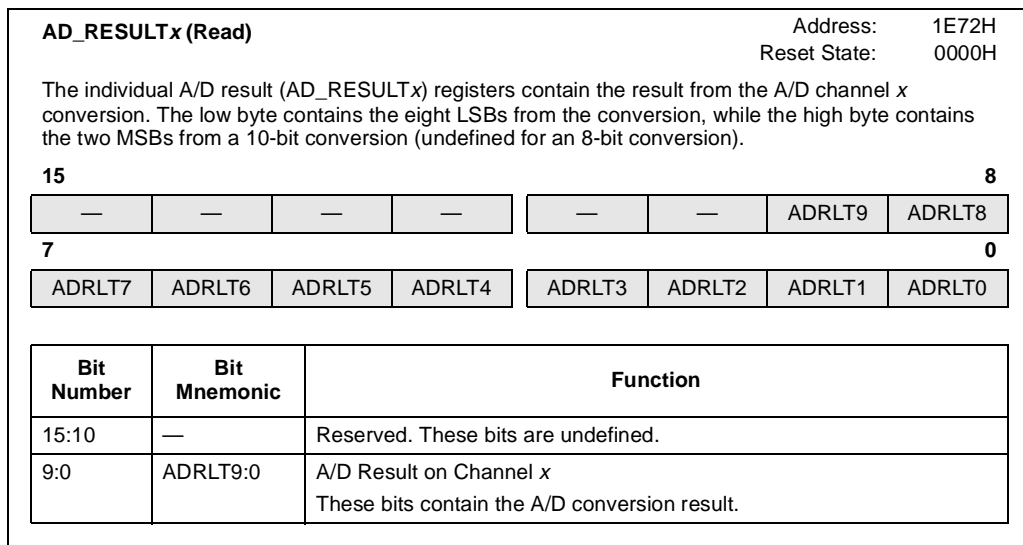 AD_RESULTx (Read) Address: 1E72H
Reset State: 0000H
The individual A/D result (AD_RESULTx) registers contain the result from the A/D channel x
conversion. The low byte contains the eight LSBs from the conversion, while the high byte contains
the two MSBs from a 10-bit conversion (undefined for an 8-bit conversion).
15 8
— — — — — — ADRLT9 ADRLT8
7 0
ADRLT7 ADRLT6 ADRLT5 ADRLT4 ADRLT3 ADRLT2 ADRLT1 ADRLT0
Bit Number Bit Mnemonic Function
15:10 — Reserved. These bits are undefined.
9:0 ADRLT9:0 A/D Result on Channel x
These bits contain the A/D conversion result.